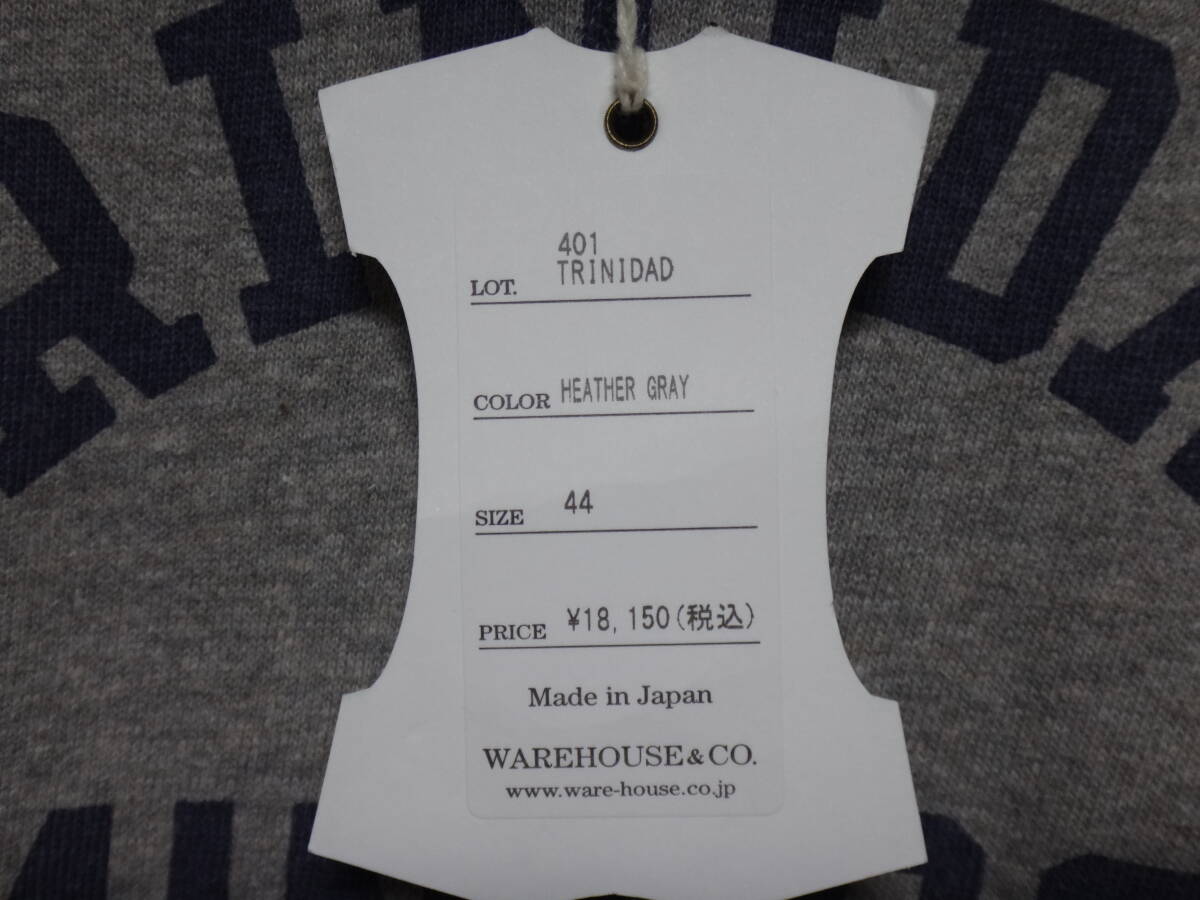 401
LOT. TRINIDAD
COLOR HEATHER GRAY
SIZE 44
PRICE ¥18,150(税込)
Made in Japan
WAREHOUSE & CO.
www.ware-house.co.jp